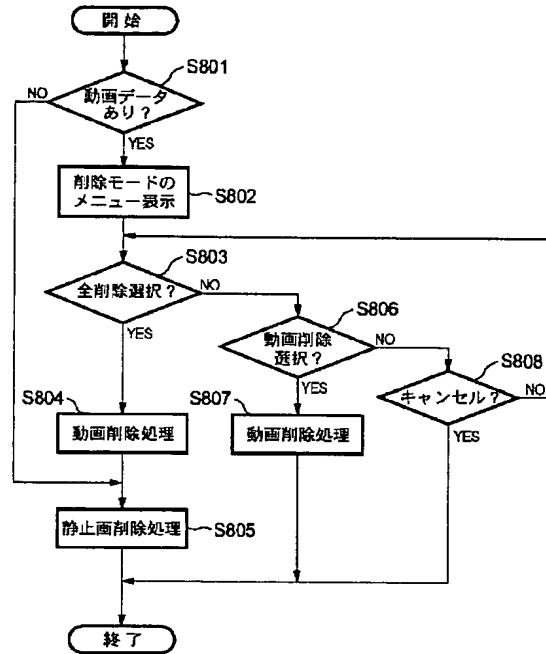 開始
S801
NO
動画データ
あり?
YES
削除モードの
メニュー表示
S802
S803
全削除選択?
NO
YES
S806
動画削除
選択?
NO
YES
S808
キャンセル?
NO
YES
S804
動画削除処理
S807
動画削除処理
静止画削除処理
S805
終了